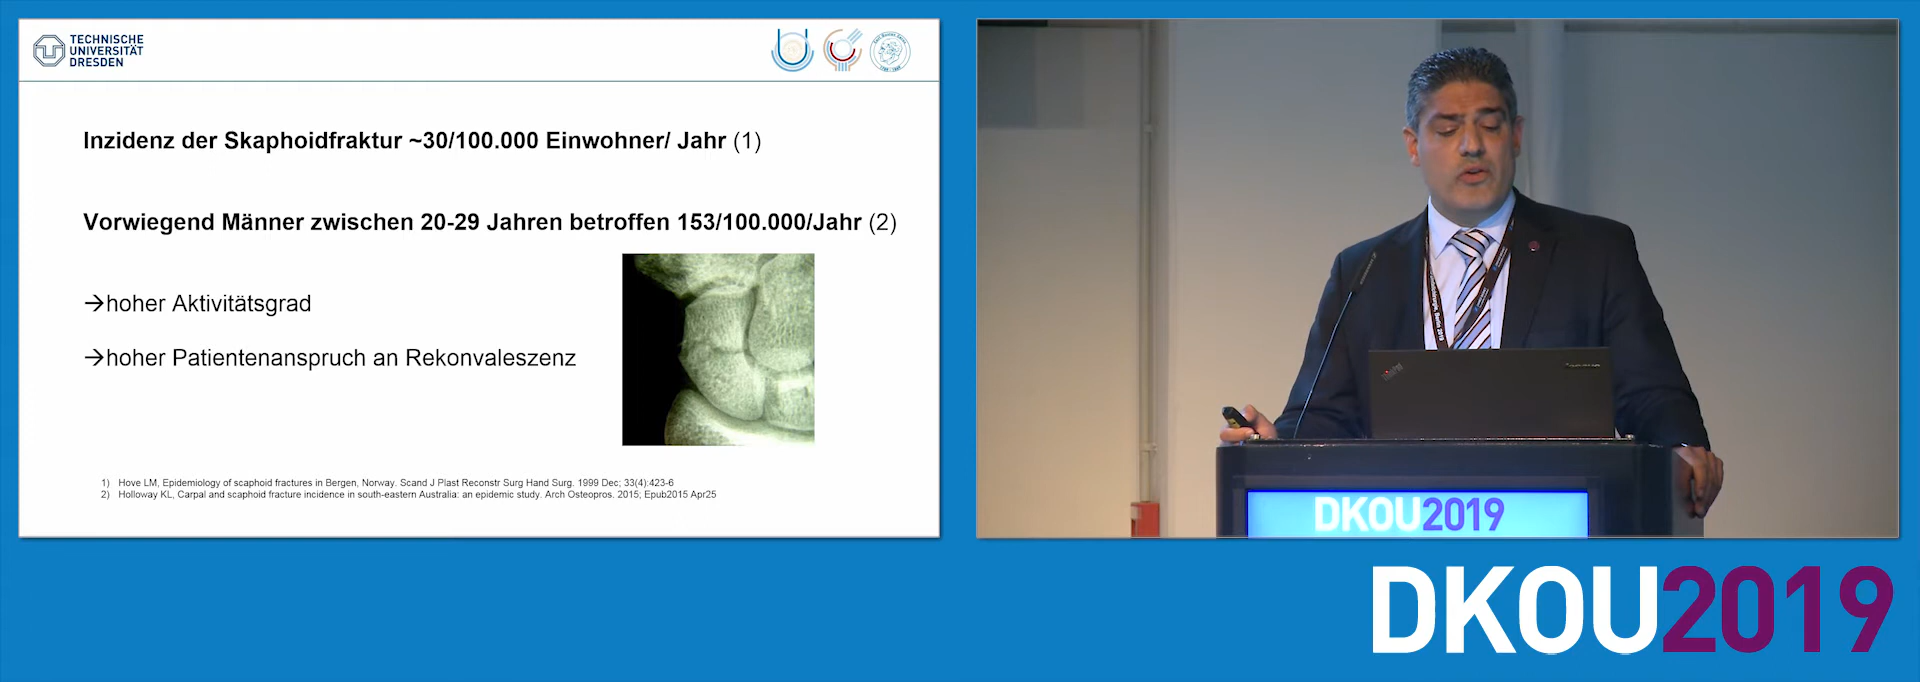 TECHNISCHE
UNIVERSITÄT
DRESDEN
Inzidenz der Skaphoidfraktur ~30/100.000 Einwohner/ Jahr (1)
Vorwiegend Männer zwischen 20-29 Jahren betroffen 153/100.000/Jahr (2)
→hoher Aktivitätsgrad
→hoher Patientenanspruch an Rekonvaleszenz
1) Hove LM, Epidemiology of scaphoid fractures in Bergen, Norway. Scand J Plast Reconstr Surg Hand Surg. 1999 Dec; 33(4):423-6
2) Holloway KL, Carpal and scaphoid fracture incidence in south-eastern Australia: an epidemic study. Arch Osteopros. 2015; Epub2015 Apr25
DKOU2019
DKOU2019